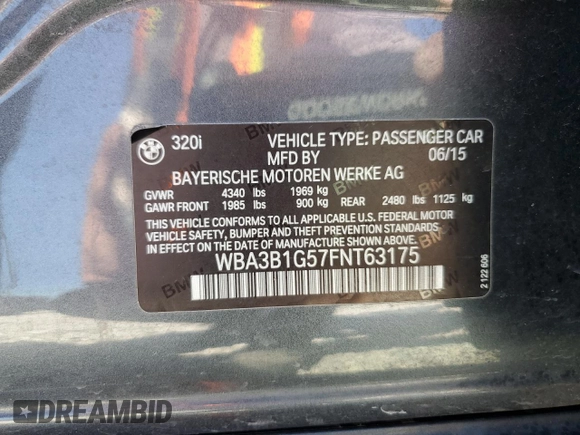 320i VEHICLE TYPE: PASSENGER CAR
MFD BY 06/15
BAYERISCHE MOTOREN WERKE AG
GVWR 4340 lbs 1969 kg
GAWR FRONT 1985 lbs 900 kg REAR 2480 lbs 1125 kg
THIS VEHICLE CONFORMS TO ALL APPLICABLE U.S. FEDERAL MOTOR
VEHICLE SAFETY, BUMPER AND THEFT PREVENTION STANDARDS
IN EFFECT ON THE DATE OF MANUFACTURE SHOWN ABOVE.
WBA3B1G57FNT63175
2 122 606
DREAMBID